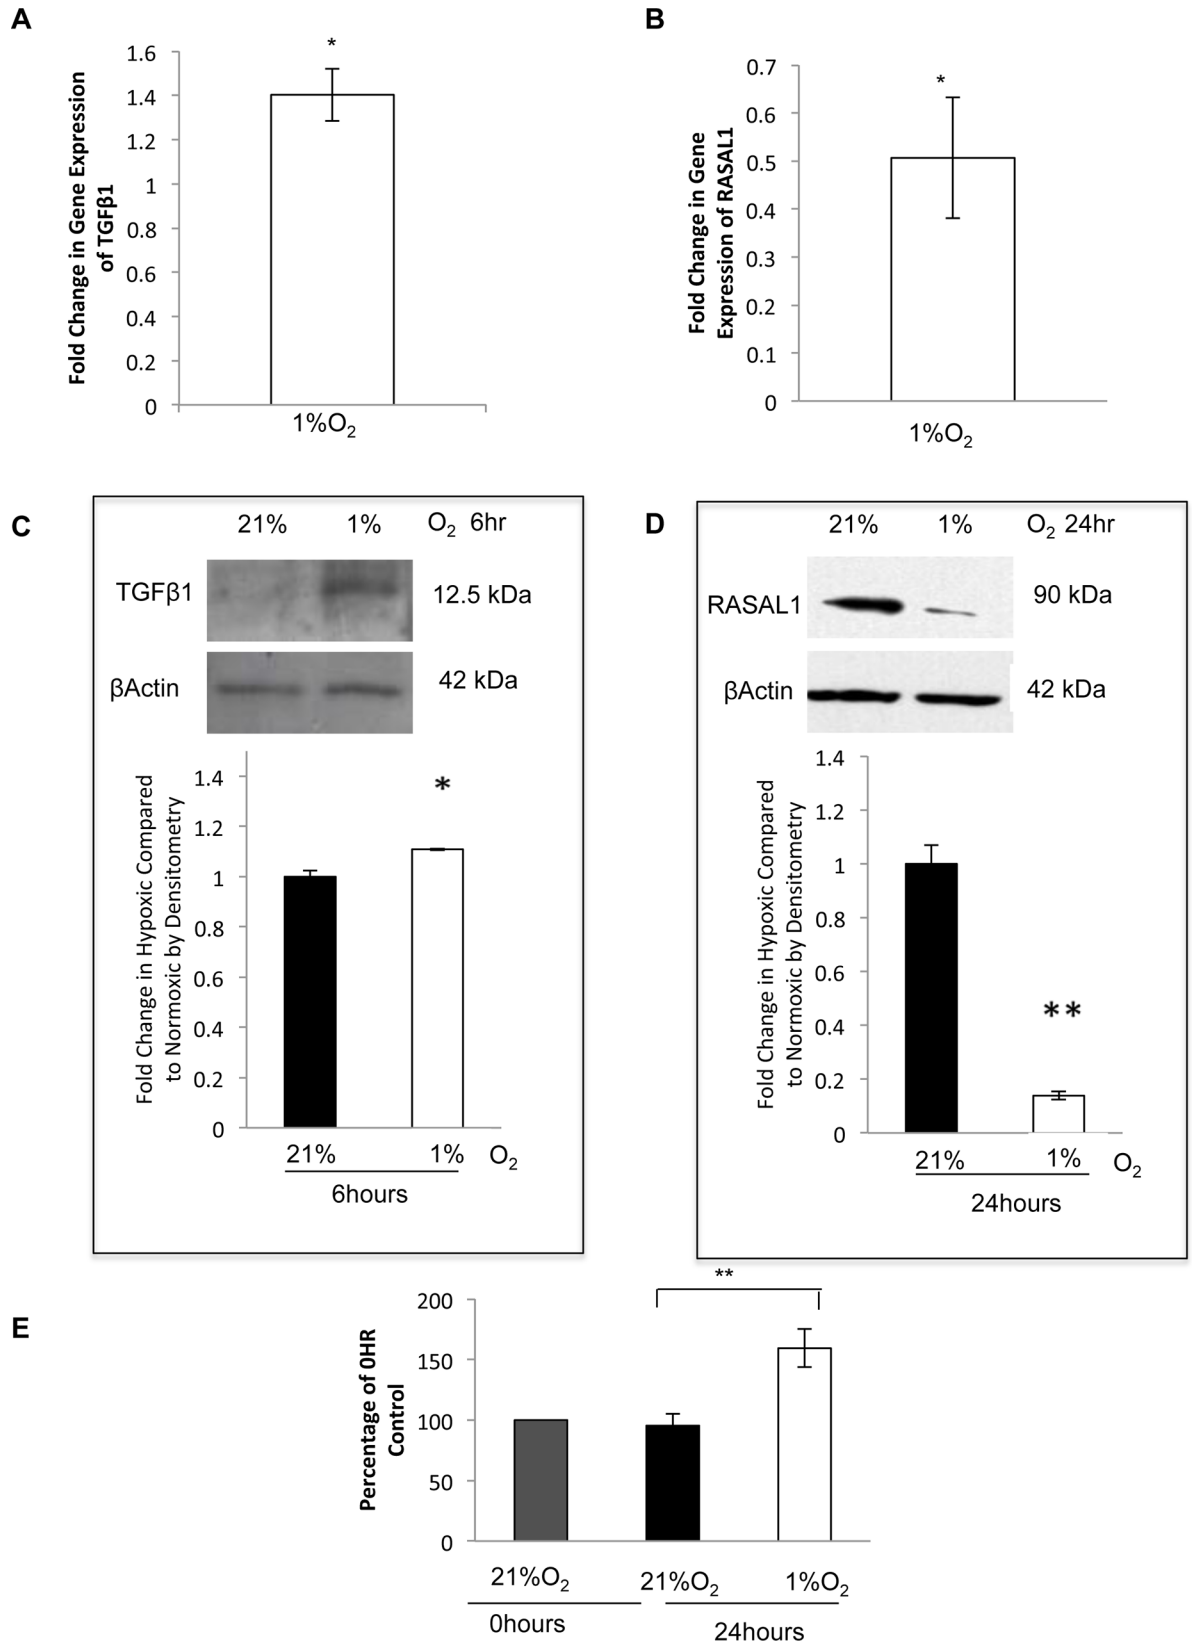 A
Fold Change in Gene Expression
of TGFβ1
1.6
1.4
1.2
1
0.8
0.6
0.4
0.2
0
*
1%O₂
B
Fold Change in Gene
Expression of RASAL1
0.7
0.6
0.5
0.4
0.3
0.2
0.1
0
*
1%O₂
C
21% 1% O₂ 6hr
TGFβ1 12.5 kDa
βActin 42 kDa
Fold Change in Hypoxic Compared
to Normoxic by Densitometry
1.4
1.2
1
0.8
0.6
0.4
0.2
0
*
21% 1% O₂
6hours
D
21% 1% O₂ 24hr
RASAL1 90 kDa
βActin 42 kDa
Fold Change in Hypoxic Compared
to Normoxic by Densitometry
1.4
1.2
1
0.8
0.6
0.4
0.2
0
**
21% 1% O₂
24hours
E
Percentage of 0HR
Control
200
150
100
50
0
**
21%O₂ 21%O₂ 1%O₂
0hours 24hours